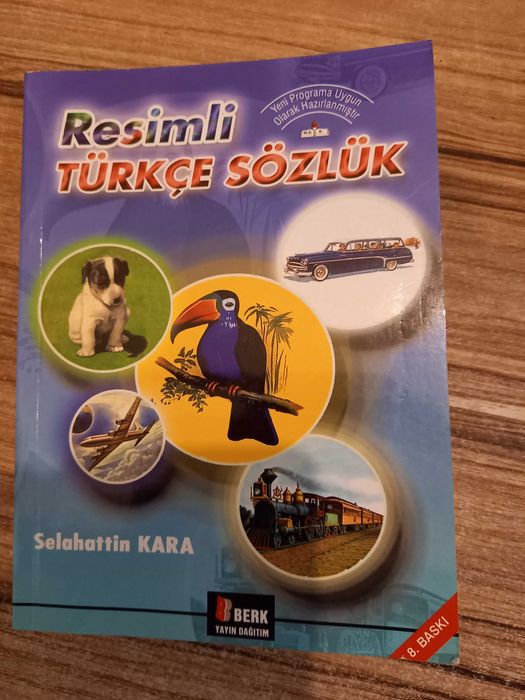 Yeni Programa Uygun
Olarak Hazırlanmıştır
Resimli
TÜRKÇE SÖZLÜK
Selahattin KARA
BERK
YAYIN DAĞITIM
8. BASKI